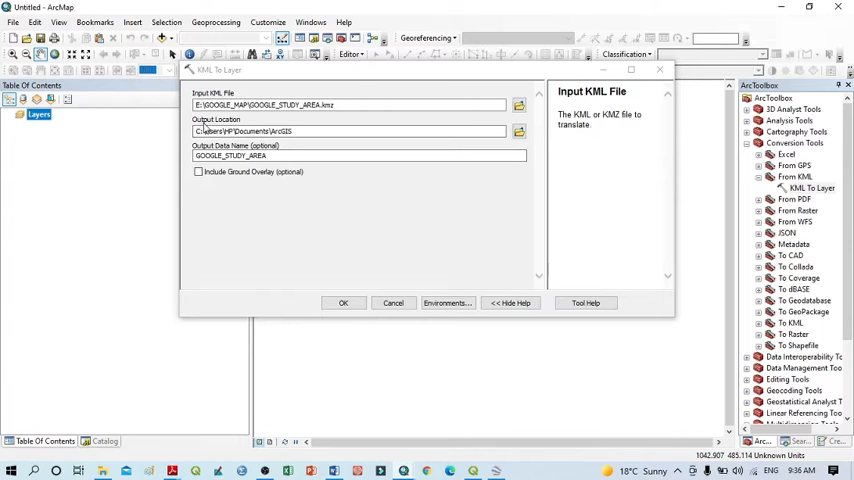 Untitled - ArcMap
File Edit View Bookmarks Insert Selection Geoprocessing Customize Windows Help
Georeferencing
Editor
Classification
Table Of Contents
Layers
KML To Layer
Input KML File
E:\GOOGLE_MAP\GOOGLE_STUDY_AREA.kmz
Output Location
C:\Users\HP\Documents\ArcGIS
Output Data Name (optional)
GOOGLE_STUDY_AREA
Include Ground Overlay (optional)
OK Cancel Environments... << Hide Help Tool Help
Input KML File
The KML or KMZ file to
translate.
ArcToolbox
ArcToolbox
3D Analyst Tools
Analysis Tools
Cartography Tools
Conversion Tools
Excel
From GPS
From KML
KML To Layer
From PDF
From Raster
From WFS
JSON
Metadata
To CAD
To Collada
To Coverage
To dBASE
To Geodatabase
To GeoPackage
To KML
To Raster
To Shapefile
Data Interoperability To
Data Management Tool
Editing Tools
Geocoding Tools
Geostatistical Analyst T
Linear Referencing Tool
Table Of Contents Catalog
Arc... Sear... Cre...
1042.907 485.114 Unknown Units
18°C Sunny ENG 9:36 AM